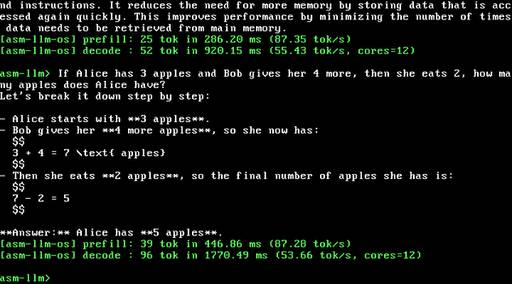 nd instructions. It reduces the need for more memory by storing data that is acc
essed again quickly. This improves performance by minimizing the number of times
 data needs to be retrieved from main memory.
[asm-llm-os] prefill: 25 tok in 286.20 ms (87.35 tok/s)
[asm-llm-os] decode : 52 tok in 920.15 ms (55.43 tok/s, cores=12)

asm-llm> If Alice has 3 apples and Bob gives her 4 more, then she eats 2, how ma
ny apples does Alice have?
Let's break it down step by step:

- Alice starts with **3 apples**.
- Bob gives her **4 more apples**, so she now has:
  $$
  3 + 4 = 7 \text{ apples}
  $$
- Then she eats **2 apples**, so the final number of apples she has is:
  $$
  7 - 2 = 5
  $$

**Answer:** Alice has **5 apples**.
[asm-llm-os] prefill: 39 tok in 446.86 ms (87.28 tok/s)
[asm-llm-os] decode : 96 tok in 1770.49 ms (53.66 tok/s, cores=12)

asm-llm>